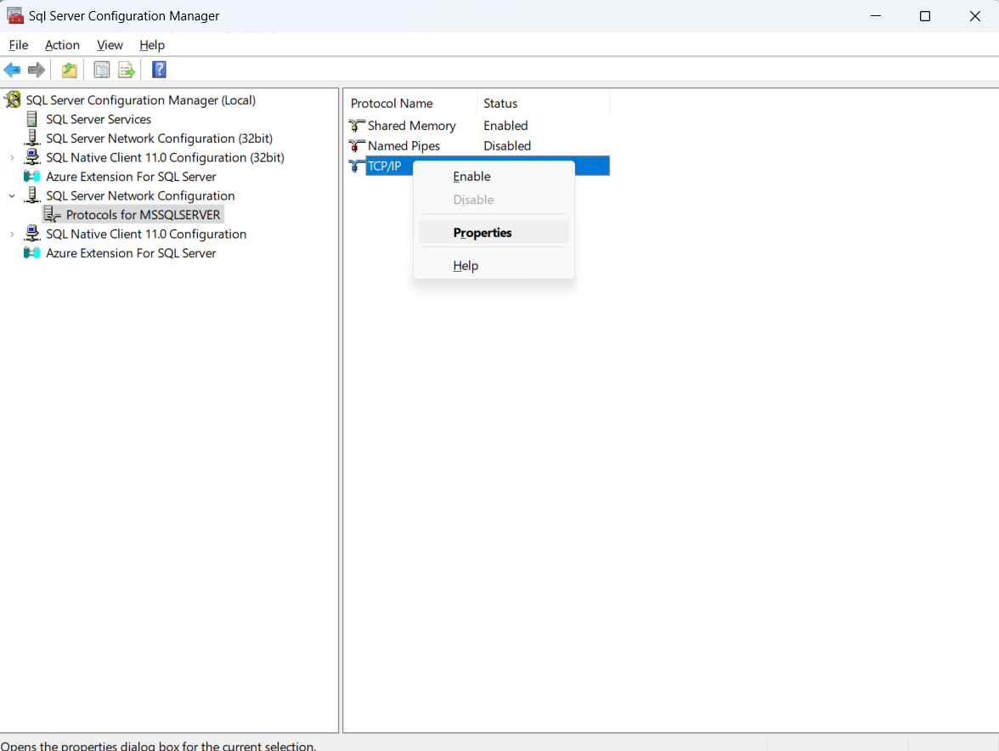 Sql Server Configuration Manager
File Action View Help
SQL Server Configuration Manager (Local)
SQL Server Services
SQL Server Network Configuration (32bit)
SQL Native Client 11.0 Configuration (32bit)
Azure Extension For SQL Server
SQL Server Network Configuration
Protocols for MSSQLSERVER
SQL Native Client 11.0 Configuration
Azure Extension For SQL Server
Protocol Name Status
Shared Memory Enabled
Named Pipes Disabled
TCP/IP
Enable
Disable
Properties
Help
Opens the properties dialog box for the current selection.